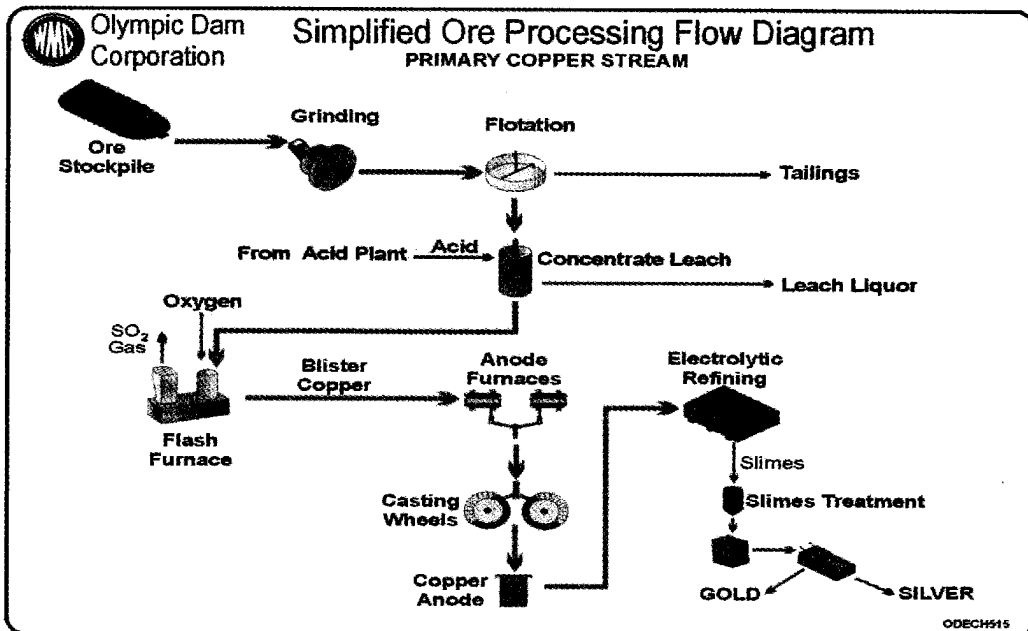 WMC
Olympic Dam
Corporation
Simplified Ore Processing Flow Diagram
PRIMARY COPPER STREAM
Ore
Stockpile
Grinding
Flotation
Tailings
From Acid Plant
Acid
Concentrate Leach
Leach Liquor
Oxygen
SO2
Gas
Flash
Furnace
Blister
Copper
Anode
Furnaces
Electrolytic
Refining
Casting
Wheels
Slimes
Slimes Treatment
Copper
Anode
GOLD
SILVER
ODECH515